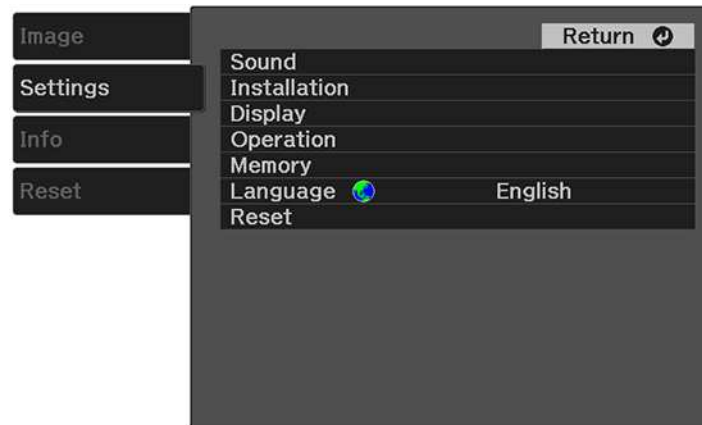 Image
Settings
Info
Reset
Return
Sound
Installation
Display
Operation
Memory
Language English
Reset